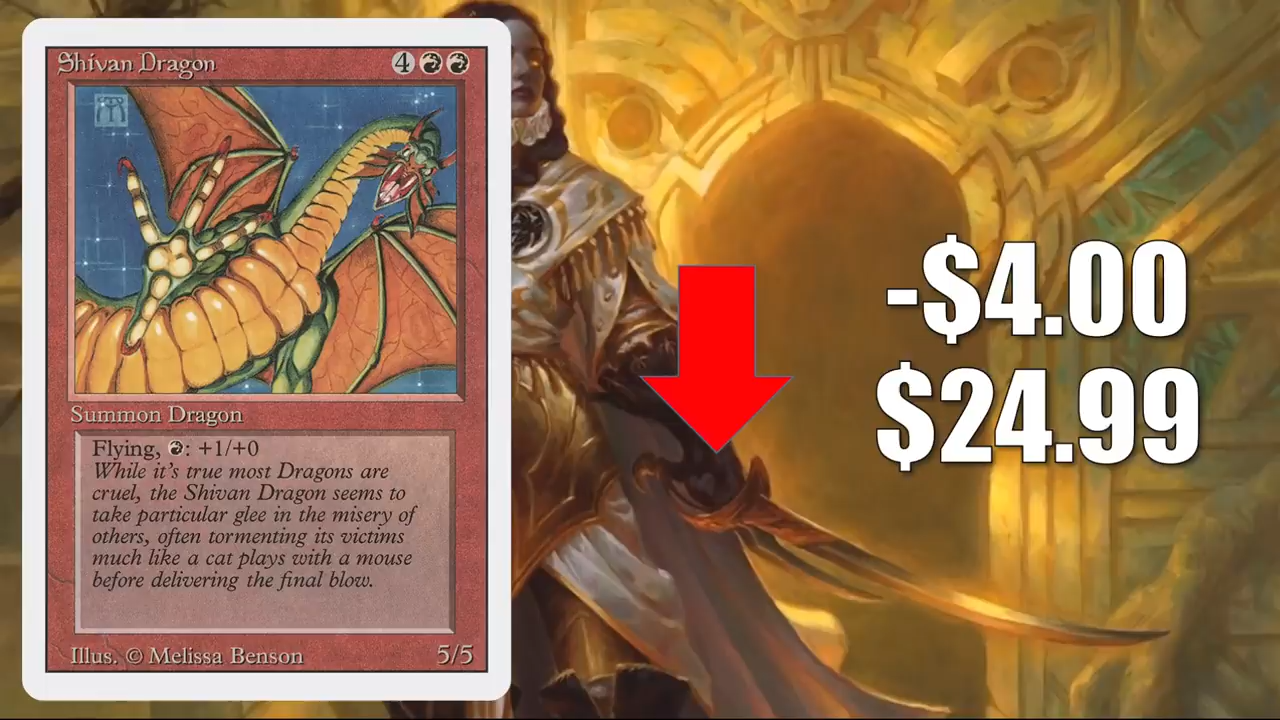 Shivan Dragon 4
Summon Dragon
Flying, : +1/+0
While it's true most Dragons are
cruel, the Shivan Dragon seems to
take particular glee in the misery of
others, often tormenting its victims
much like a cat plays with a mouse
before delivering the final blow.
Illus. © Melissa Benson 5/5
-$4.00
$24.99